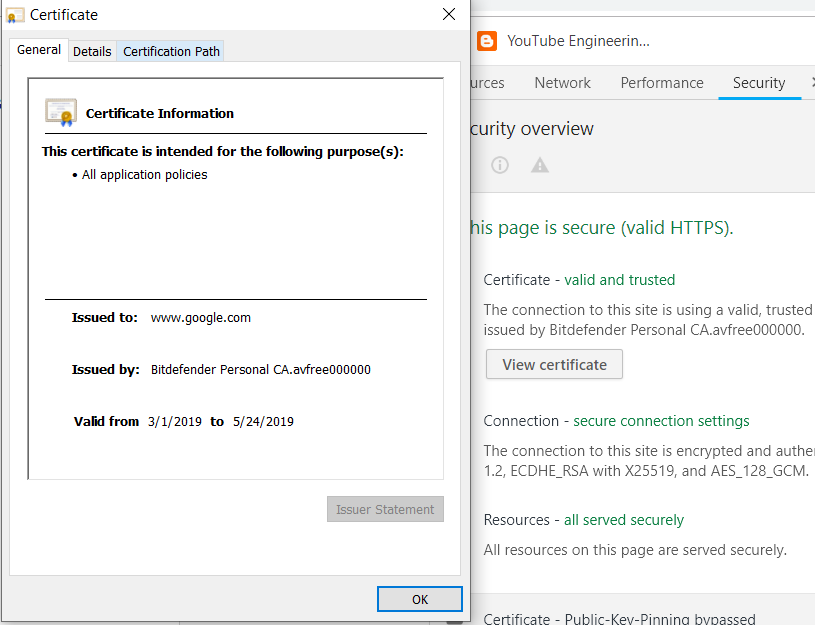 Certificate
General Details Certification Path
Certificate Information
This certificate is intended for the following purpose(s):
• All application policies
Issued to: www.google.com
Issued by: Bitdefender Personal CA.avfree000000
Valid from 3/1/2019 to 5/24/2019
Issuer Statement
OK
YouTube Engineerin...
urces Network Performance Security
curity overview
his page is secure (valid HTTPS).
Certificate - valid and trusted
The connection to this site is using a valid, trusted
issued by Bitdefender Personal CA.avfree000000.
View certificate
Connection - secure connection settings
The connection to this site is encrypted and authe
1.2, ECDHE_RSA with X25519, and AES_128_GCM.
Resources - all served securely
All resources on this page are served securely.
Certificate - Public-Key-Pinning bypassed